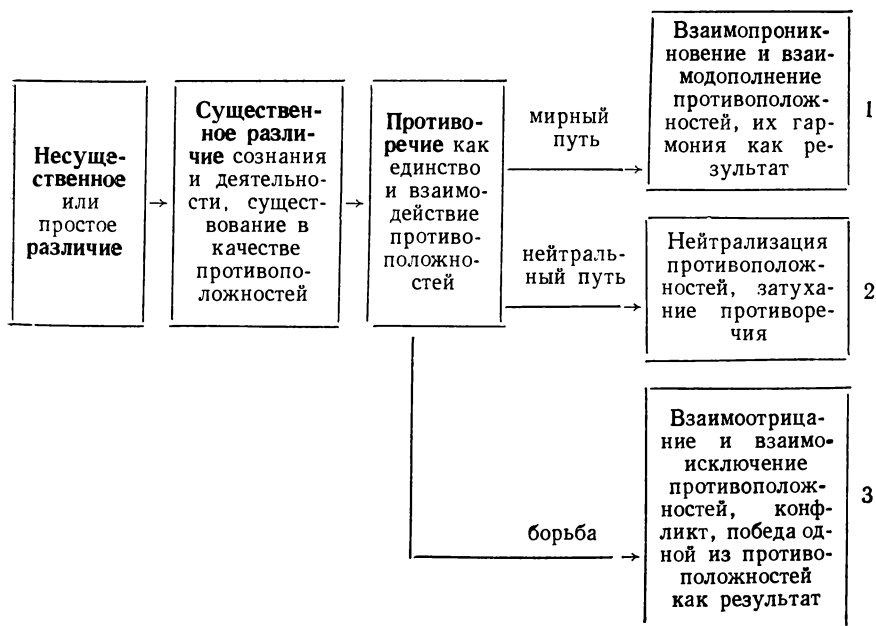 Несуще-
ственное
или
простое
различие
Существен-
ное разли-
чие сознания
и деятельно-
сти, сущест-
вование в
качестве
противопо-
ложностей
Противо-
речие как
единство
и взаимо-
действие
противо-
положно-
стей
мирный
путь
Взаимопроник-
новение и взаи-
модополнение
противополож-
ностей, их гар-
мония как ре-
зультат
1
нейтраль-
ный путь
Нейтрализация
противополож-
ностей, затуха-
ние противоре-
чия
2
борьба
Взаимоотрица-
ние и взаимо-
исключение
противополож-
ностей, конф-
ликт, победа од-
ной из противо-
положностей
как результат
3